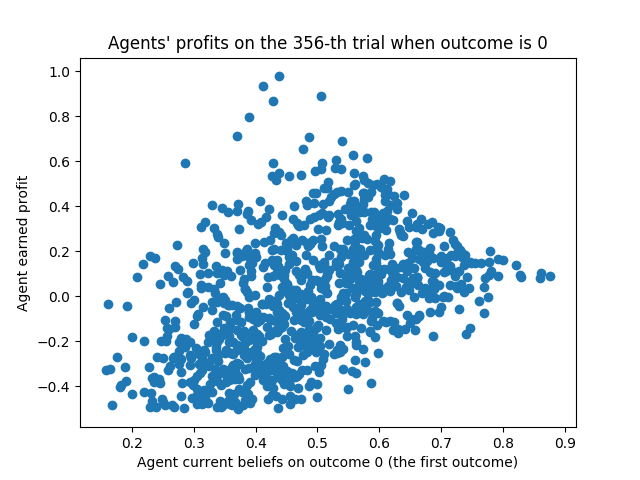 Agents' profits on the 356-th trial when outcome is 0
1.0
0.8
0.6
0.4
0.2
0.0
−0.2
−0.4
Agent earned profit
0.2 0.3 0.4 0.5 0.6 0.7 0.8 0.9
Agent current beliefs on outcome 0 (the first outcome)